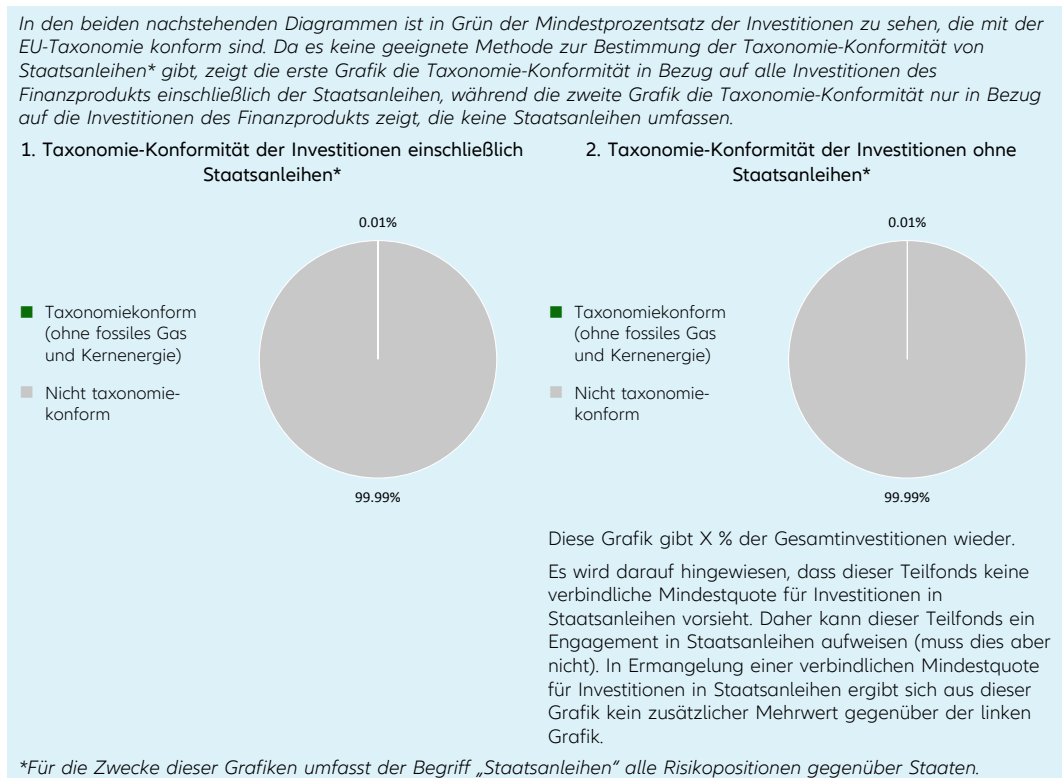 In den beiden nachstehenden Diagrammen ist in Grün der Mindestprozentsatz der Investitionen zu sehen, die mit der
EU-Taxonomie konform sind. Da es keine geeignete Methode zur Bestimmung der Taxonomie-Konformität von
Staatsanleihen* gibt, zeigt die erste Grafik die Taxonomie-Konformität in Bezug auf alle Investitionen des
Finanzprodukts einschließlich der Staatsanleihen, während die zweite Grafik die Taxonomie-Konformität nur in Bezug
auf die Investitionen des Finanzprodukts zeigt, die keine Staatsanleihen umfassen.
1. Taxonomie-Konformität der Investitionen einschließlich
Staatsanleihen*
0.01%
Taxonomiekonform
(ohne fossiles Gas
und Kernenergie)
Nicht taxonomie-
konform
99.99%
2. Taxonomie-Konformität der Investitionen ohne
Staatsanleihen*
0.01%
Taxonomiekonform
(ohne fossiles Gas
und Kernenergie)
Nicht taxonomie-
konform
99.99%
Diese Grafik gibt X % der Gesamtinvestitionen wieder.
Es wird darauf hingewiesen, dass dieser Teilfonds keine
verbindliche Mindestquote für Investitionen in
Staatsanleihen vorsieht. Daher kann dieser Teilfonds ein
Engagement in Staatsanleihen aufweisen (muss dies aber
nicht). In Ermangelung einer verbindlichen Mindestquote
für Investitionen in Staatsanleihen ergibt sich aus dieser
Grafik kein zusätzlicher Mehrwert gegenüber der linken
Grafik.
*Für die Zwecke dieser Grafiken umfasst der Begriff „Staatsanleihen“ alle Risikopositionen gegenüber Staaten.